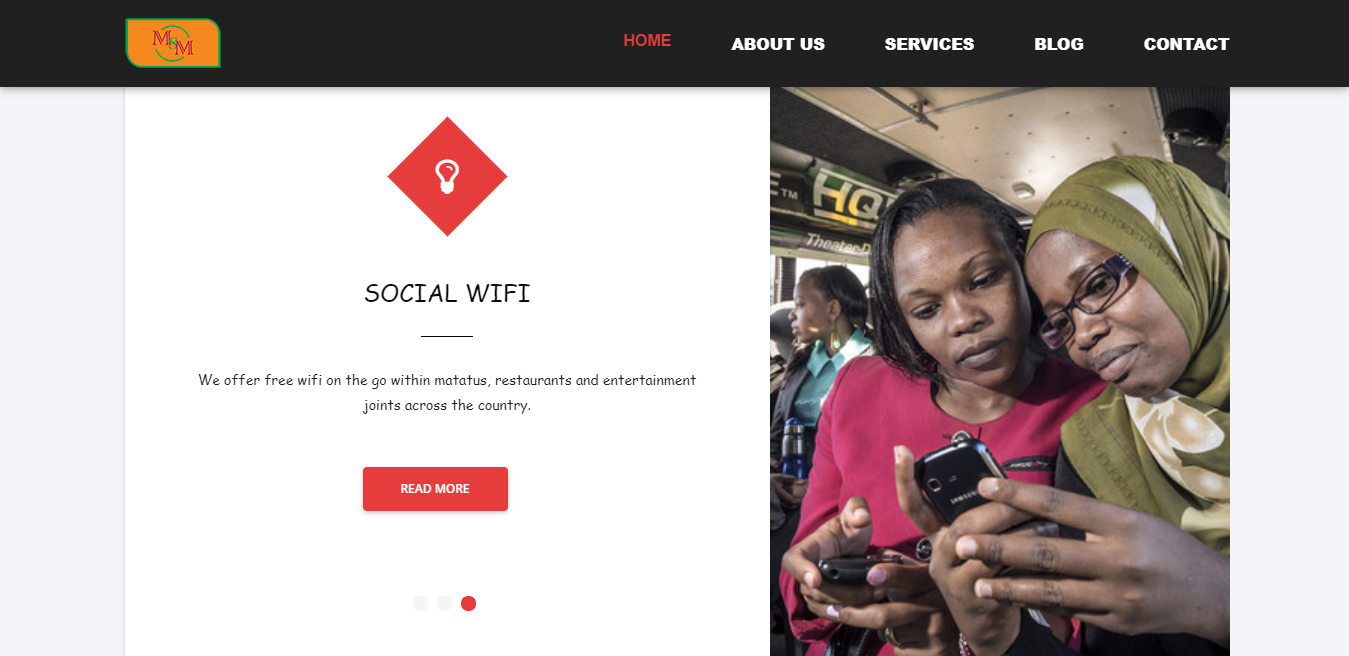 MSM
HOME
ABOUT US
SERVICES
BLOG
CONTACT
SOCIAL WIFI
We offer free wifi on the go within matatus, restaurants and entertainment
joints across the country.
READ MORE
TM
HQ
Theater-D
SAMSUNG